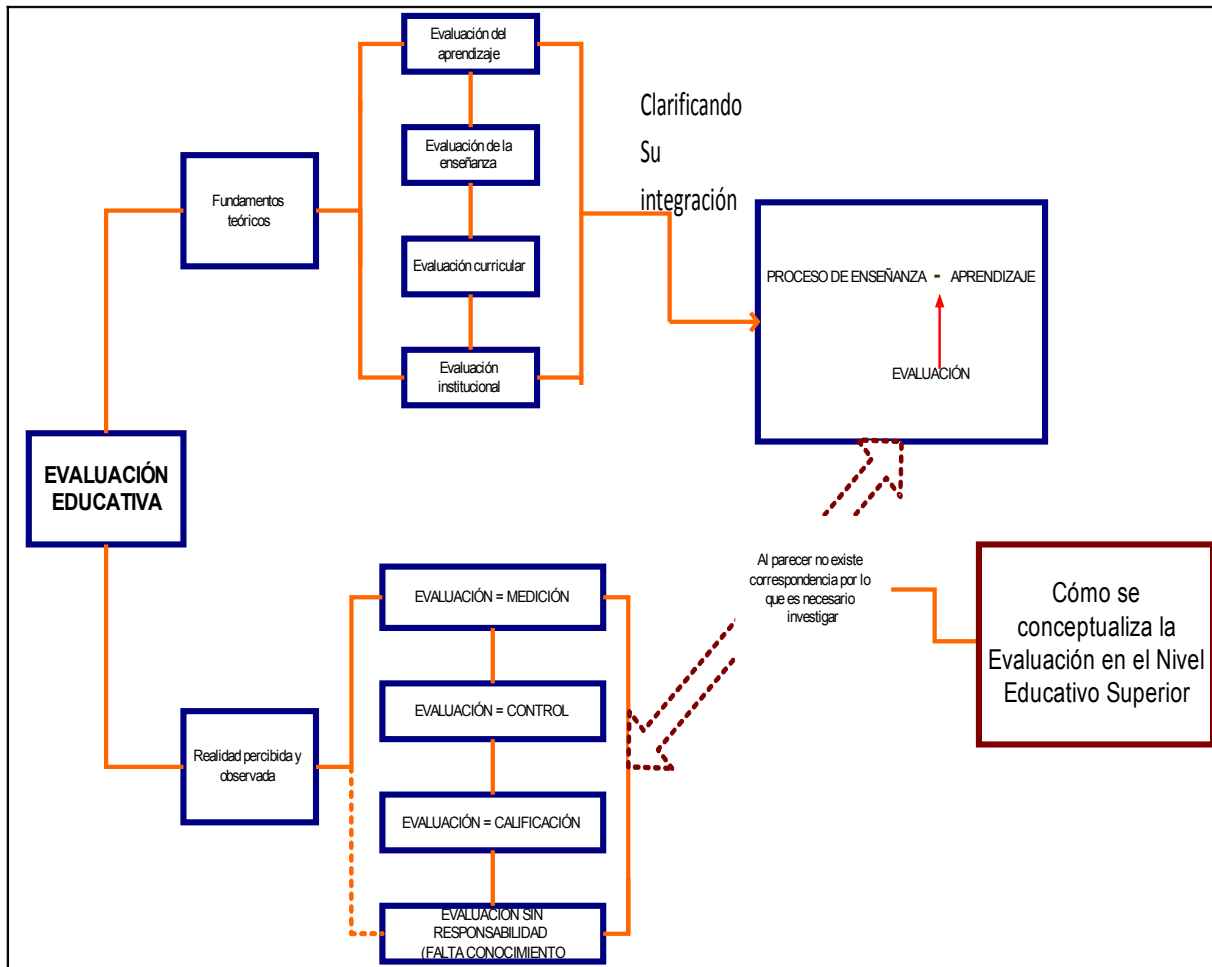 Evaluación del
aprendizaje
Clarificando
Su
integración
Evaluación de la
enseñanza
Fundamentos
teóricos
Evaluación curricular
Evaluación
institucional
PROCESO DE ENSEÑANZA - APRENDIZAJE
EVALUACIÓN
EVALUACIÓN
EDUCATIVA
Al parecer no existe
correspondencia por lo
que es necesario
investigar
Cómo se
conceptualiza la
Evaluación en el Nivel
Educativo Superior
EVALUACIÓN = MEDICIÓN
EVALUACIÓN = CONTROL
Realidad percibida y
observada
EVALUACIÓN = CALIFICACIÓN
EVALUACIÓN SIN
RESPONSABILIDAD
(FALTA CONOCIMIENTO